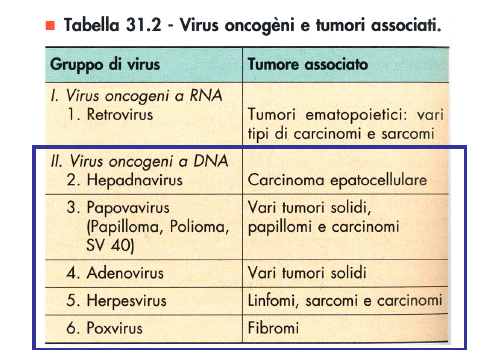 Tabella 31.2 - Virus oncogèni e tumori associati.
Gruppo di virus Tumore associato
I. Virus oncogeni a RNA
1. Retrovirus Tumori ematopoietici: vari
tipi di carcinomi e sarcomi
II. Virus oncogeni a DNA
2. Hepadnavirus Carcinoma epatocellulare
3. Papovavirus Vari tumori solidi,
(Papilloma, Polioma, papillomi e carcinomi
SV 40)
4. Adenovirus Vari tumori solidi
5. Herpesvirus Linfomi, sarcomi e carcinomi
6. Poxvirus Fibromi